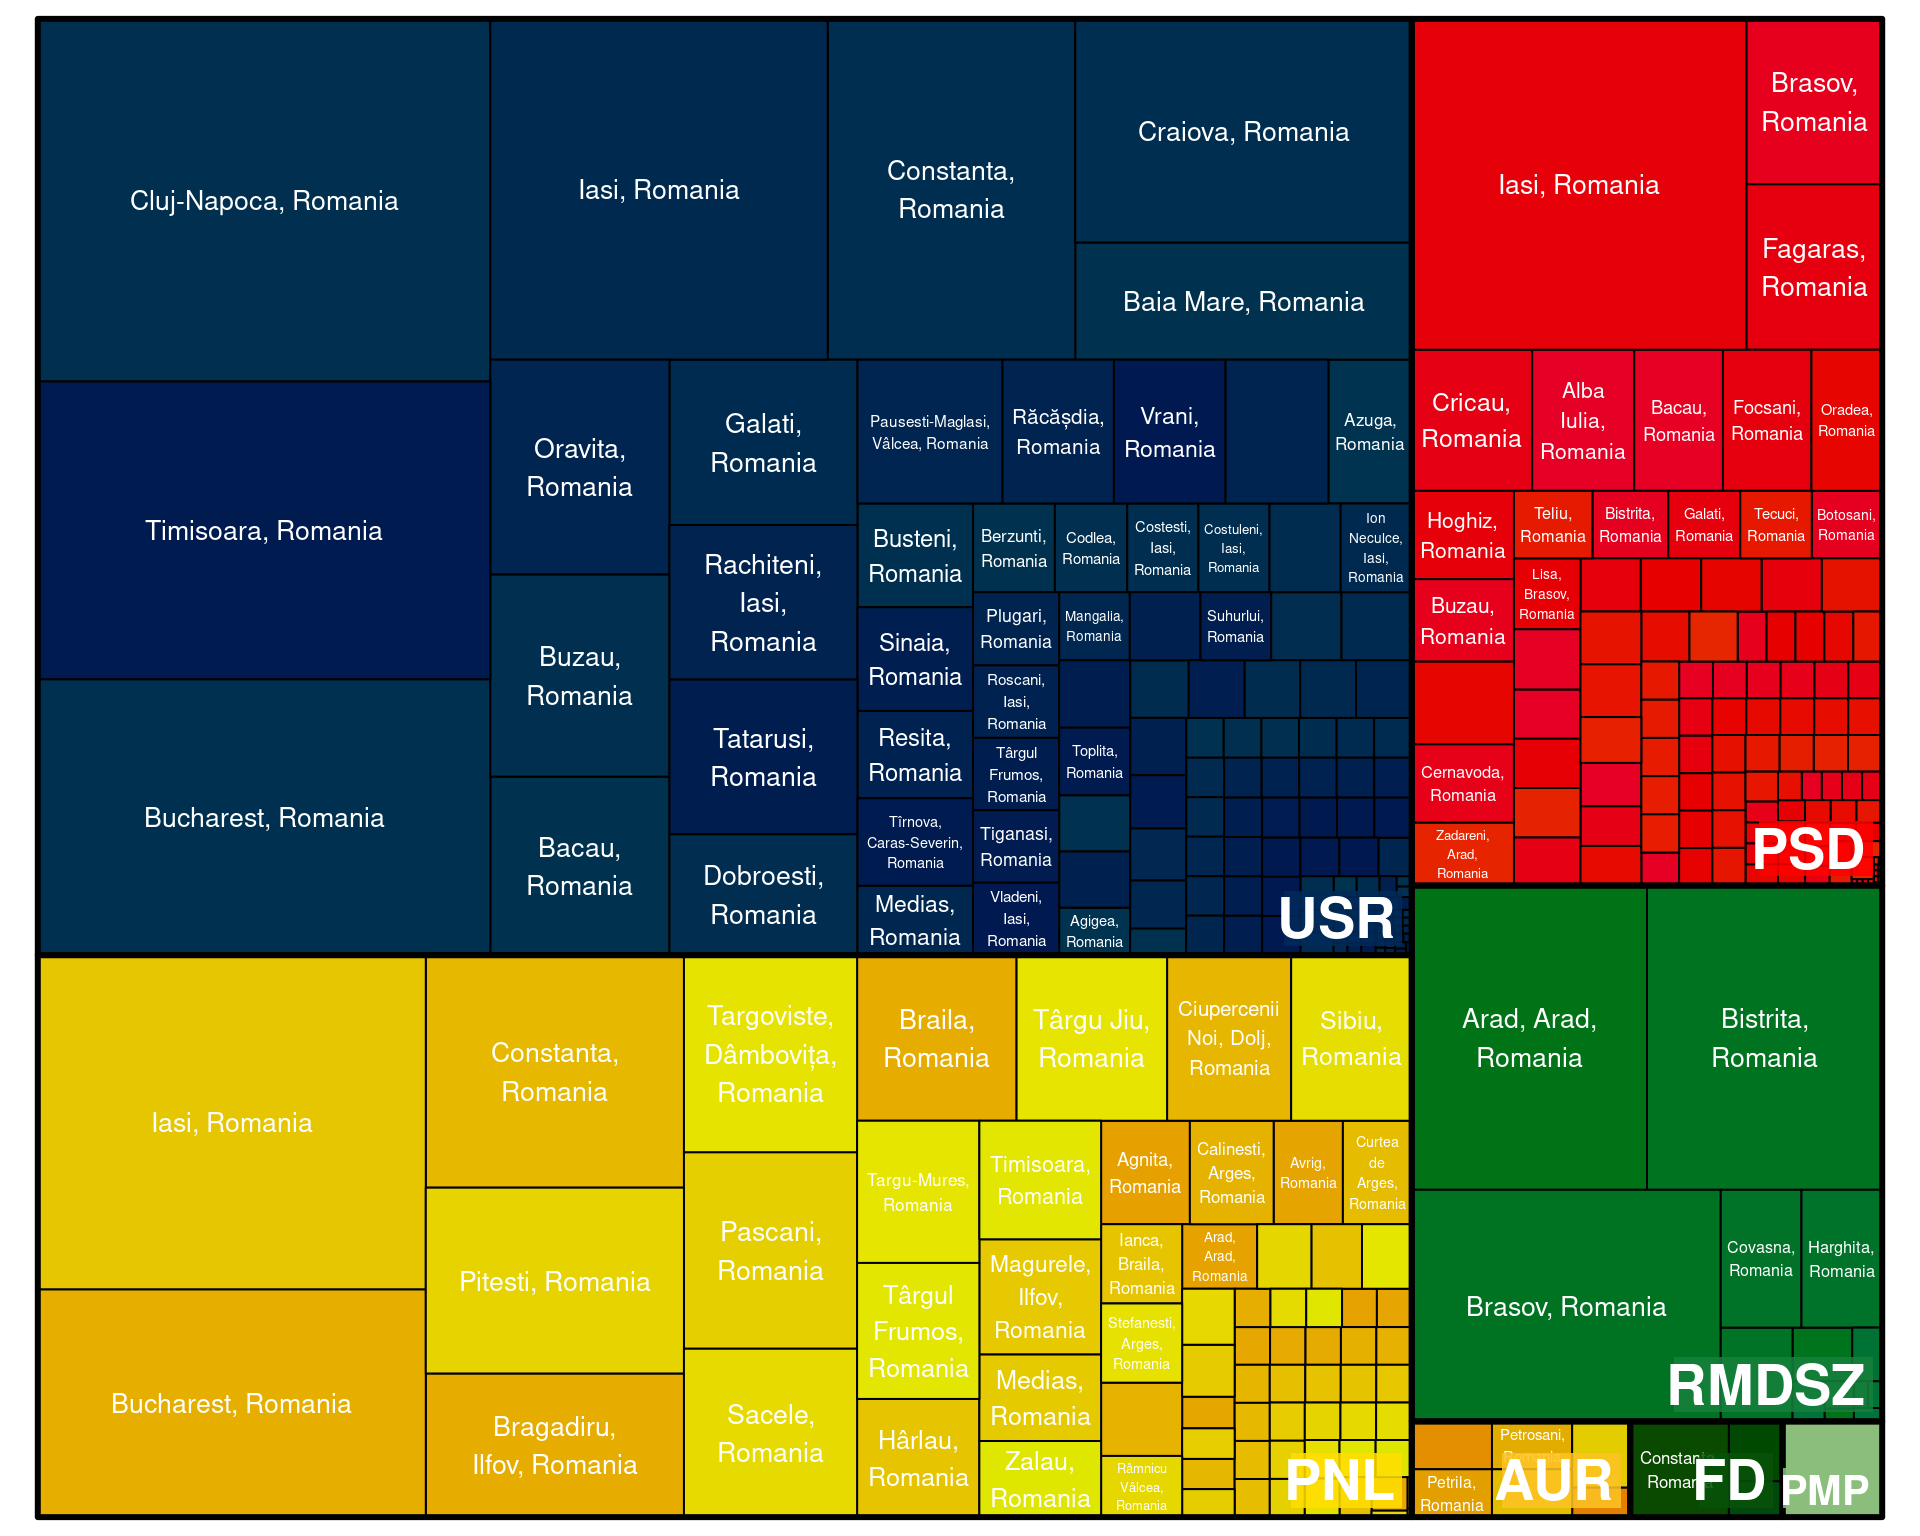 Cluj-Napoca, Romania
Timisoara, Romania
Bucharest, Romania
Iasi, Romania
Constanta,
Romania
Craiova, Romania
Baia Mare, Romania
Oravita,
Romania
Buzau,
Romania
Bacau,
Romania
Galati,
Romania
Rachiteni,
Iasi,
Romania
Tatarusi,
Romania
Dobroesti,
Romania
Pausesti-Maglasi,
Vâlcea, Romania
Răcășdia,
Romania
Vrani,
Romania
Azuga,
Romania
Busteni,
Romania
Sinaia,
Romania
Resita,
Romania
Tîrnova,
Caras-Severin,
Romania
Medias,
Romania
Berzunti,
Romania
Codlea,
Romania
Costesti,
Iasi,
Romania
Costuleni,
Iasi,
Romania
Ion
Neculce,
Iasi,
Romania
Plugari,
Romania
Roscani,
Iasi,
Romania
Târgul
Frumos,
Romania
Tiganasi,
Romania
Vladeni,
Iasi,
Romania
Mangalia,
Romania
Suhurlui,
Romania
Toplita,
Romania
Agigea,
Romania
USR
Iasi, Romania
Brasov,
Romania
Fagaras,
Romania
Cricau,
Romania
Alba
Iulia,
Romania
Bacau,
Romania
Focsani,
Romania
Oradea,
Romania
Hoghiz,
Romania
Buzau,
Romania
Cernavoda,
Romania
Zadareni,
Arad,
Romania
Teliu,
Romania
Bistrita,
Romania
Galati,
Romania
Tecuci,
Romania
Botosani,
Romania
Lisa,
Brasov,
Romania
PSD
Iasi, Romania
Bucharest, Romania
Constanta,
Romania
Pitesti, Romania
Bragadiru,
Ilfov, Romania
Targoviste,
Dâmbovița,
Romania
Pascani,
Romania
Sacele,
Romania
Braila,
Romania
Târgu Jiu,
Romania
Ciupercenii
Noi, Dolj,
Romania
Sibiu,
Romania
Targu-Mures,
Romania
Târgul
Frumos,
Romania
Hârlau,
Romania
Timisoara,
Romania
Magurele,
Ilfov,
Romania
Medias,
Romania
Zalau,
Romania
Agnita,
Romania
Calinesti,
Arges,
Romania
Avrig,
Romania
Curtea
de
Arges,
Romania
Ianca,
Braila,
Romania
Stefanesti,
Arges,
Romania
Râmnicu
Vâlcea,
Romania
Arad,
Arad,
Romania
PNL
Arad, Arad,
Romania
Bistrita,
Romania
Brasov, Romania
Covasna,
Romania
Harghita,
Romania
RMDSZ
Petrosani,
Romania
Petrila,
Romania
AUR
Constanta,
Romania
FD
PMP